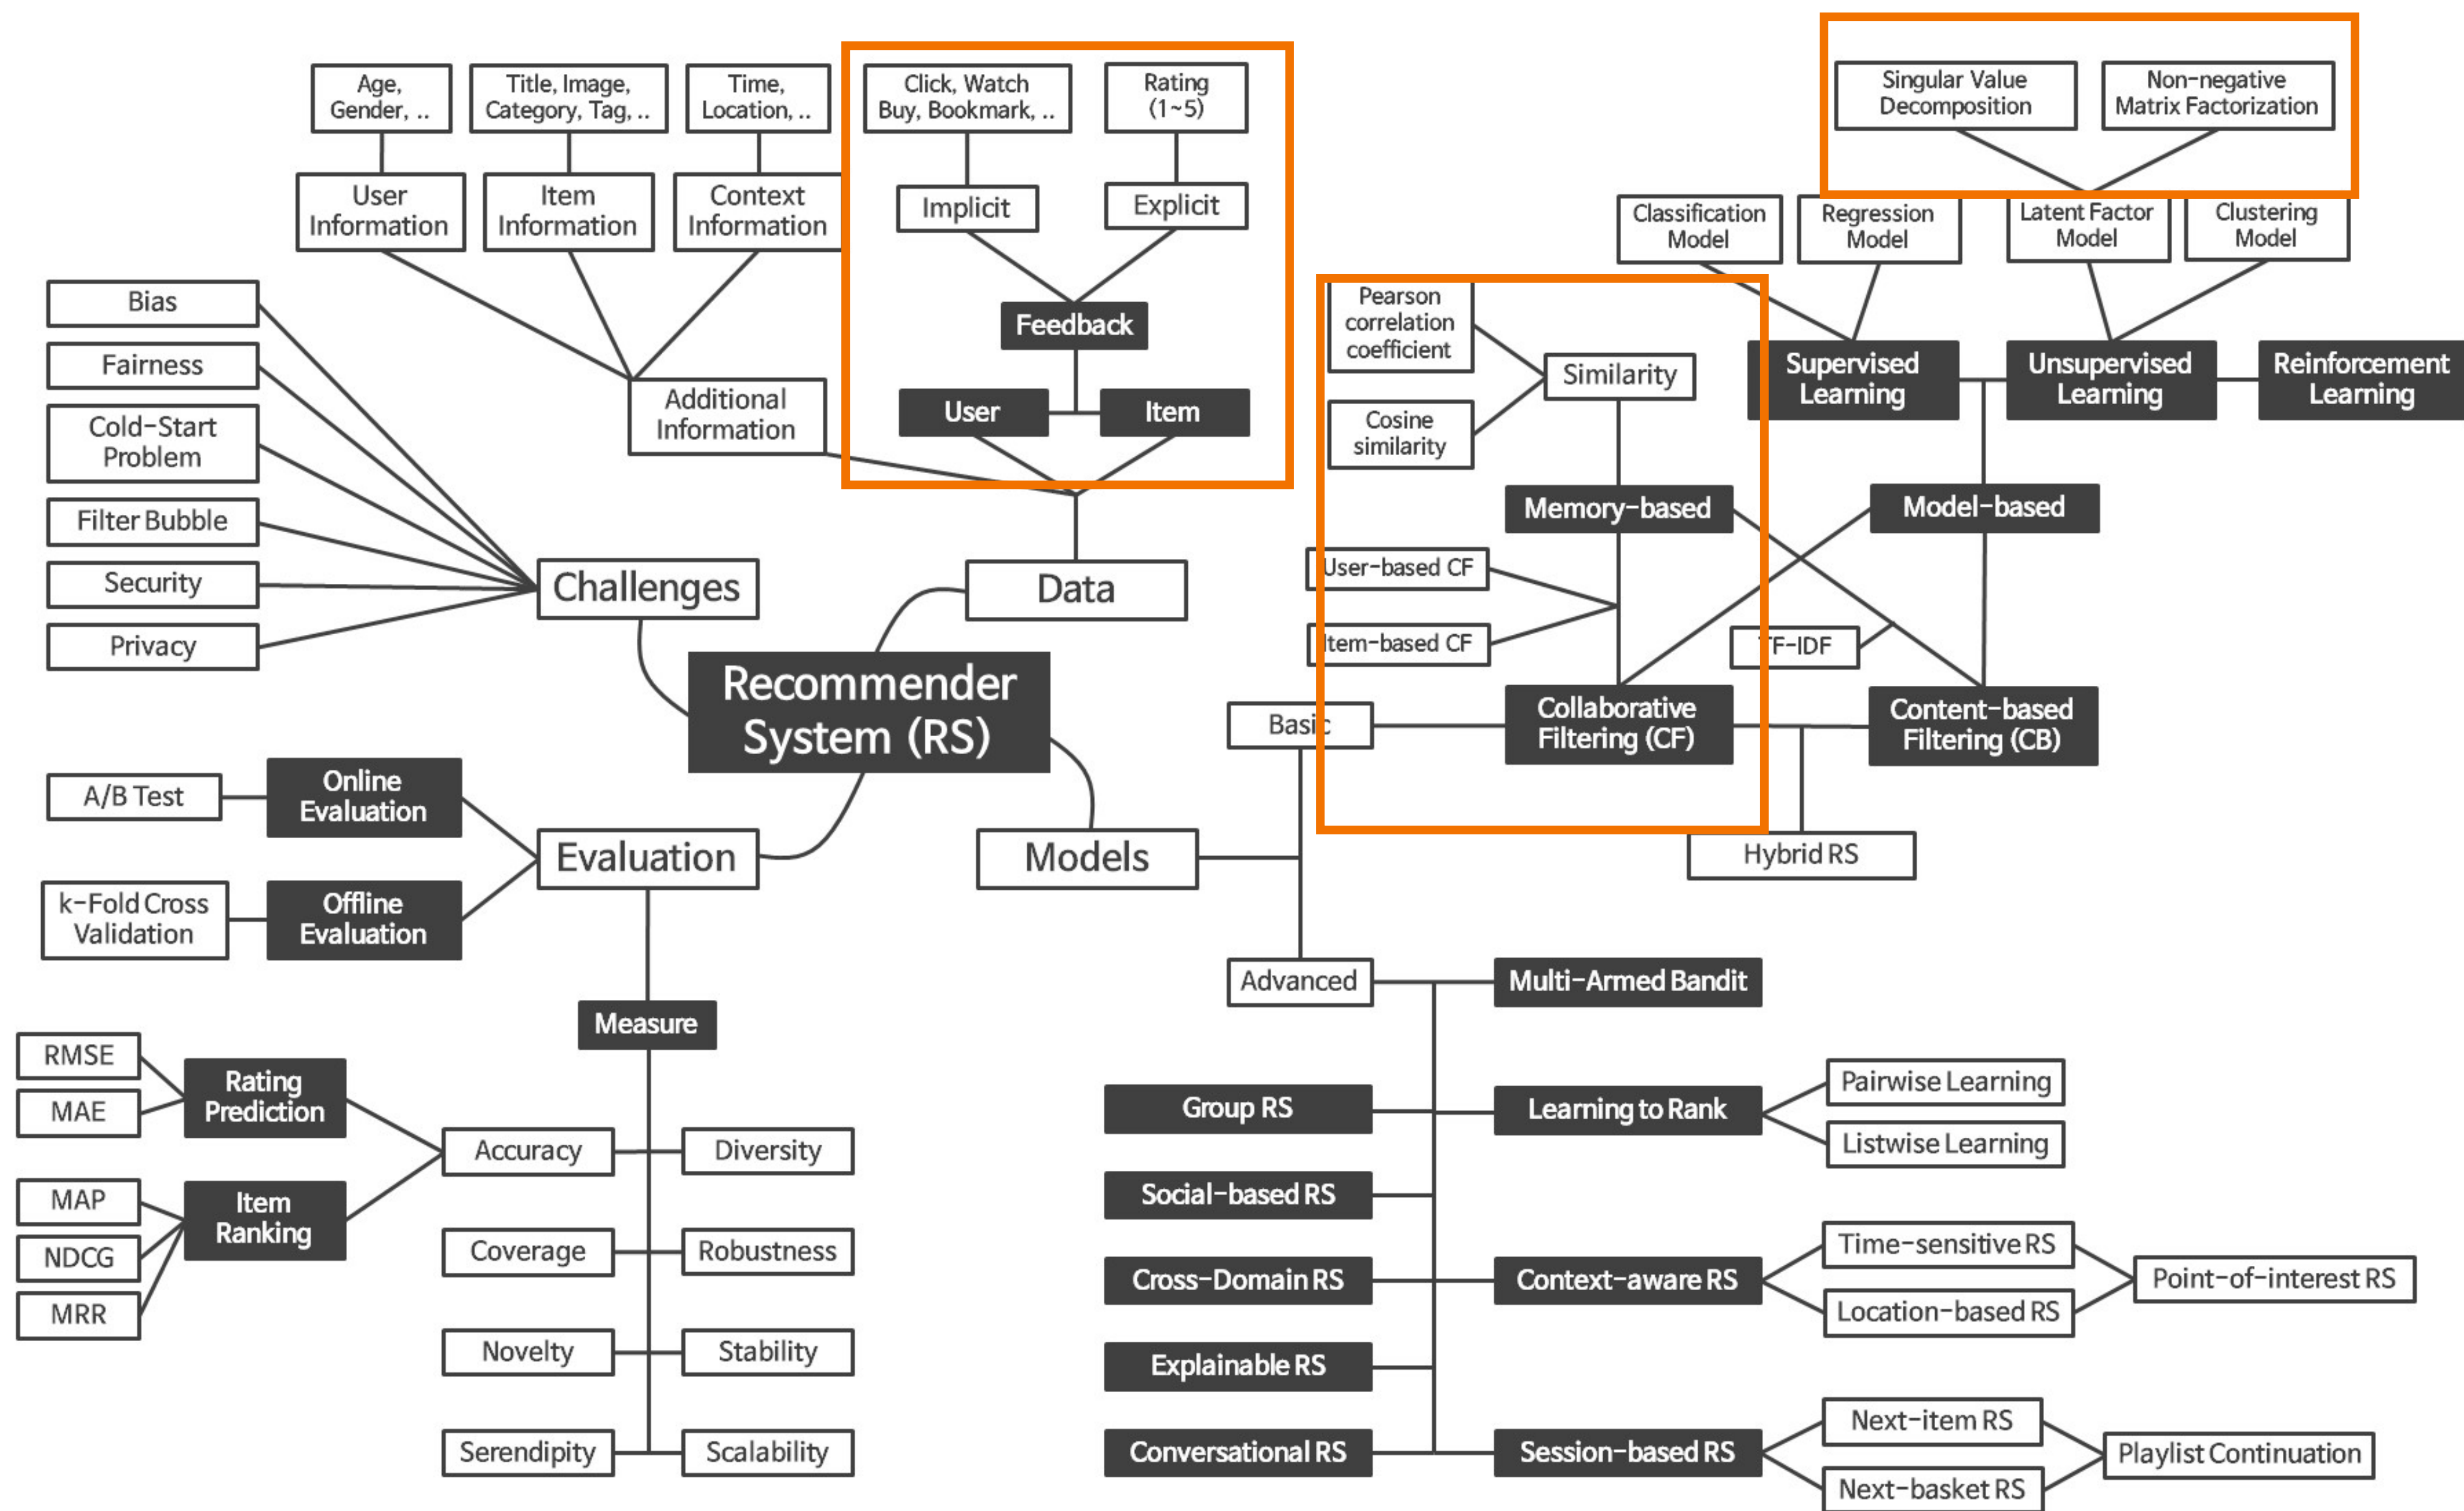 Age,
Gender, ..
Title, Image,
Category, Tag, ..
Time,
Location, ..
Click, Watch
Buy, Bookmark, ..
Rating
(1~5)
User
Information
Item
Information
Context
Information
Implicit
Explicit
Feedback
User
Item
Additional
Information
Data
Bias
Fairness
Cold-Start
Problem
Filter Bubble
Security
Privacy
Challenges
Recommender
System (RS)
Singular Value
Decomposition
Non-negative
Matrix Factorization
Classification
Model
Regression
Model
Latent Factor
Model
Clustering
Model
Pearson
correlation
coefficient
Cosine
similarity
Similarity
Supervised
Learning
Unsupervised
Learning
Reinforcement
Learning
Memory-based
Model-based
User-based CF
Item-based CF
TF-IDF
Basic
Collaborative
Filtering (CF)
Content-based
Filtering (CB)
Hybrid RS
Models
A/B Test
Online
Evaluation
k-Fold Cross
Validation
Offline
Evaluation
Evaluation
Measure
RMSE
MAE
Rating
Prediction
MAP
NDCG
MRR
Item
Ranking
Accuracy
Diversity
Coverage
Robustness
Novelty
Stability
Serendipity
Scalability
Advanced
Multi-Armed Bandit
Group RS
Learning to Rank
Pairwise Learning
Listwise Learning
Social-based RS
Cross-Domain RS
Context-aware RS
Time-sensitive RS
Location-based RS
Point-of-interest RS
Explainable RS
Conversational RS
Session-based RS
Next-item RS
Next-basket RS
Playlist Continuation